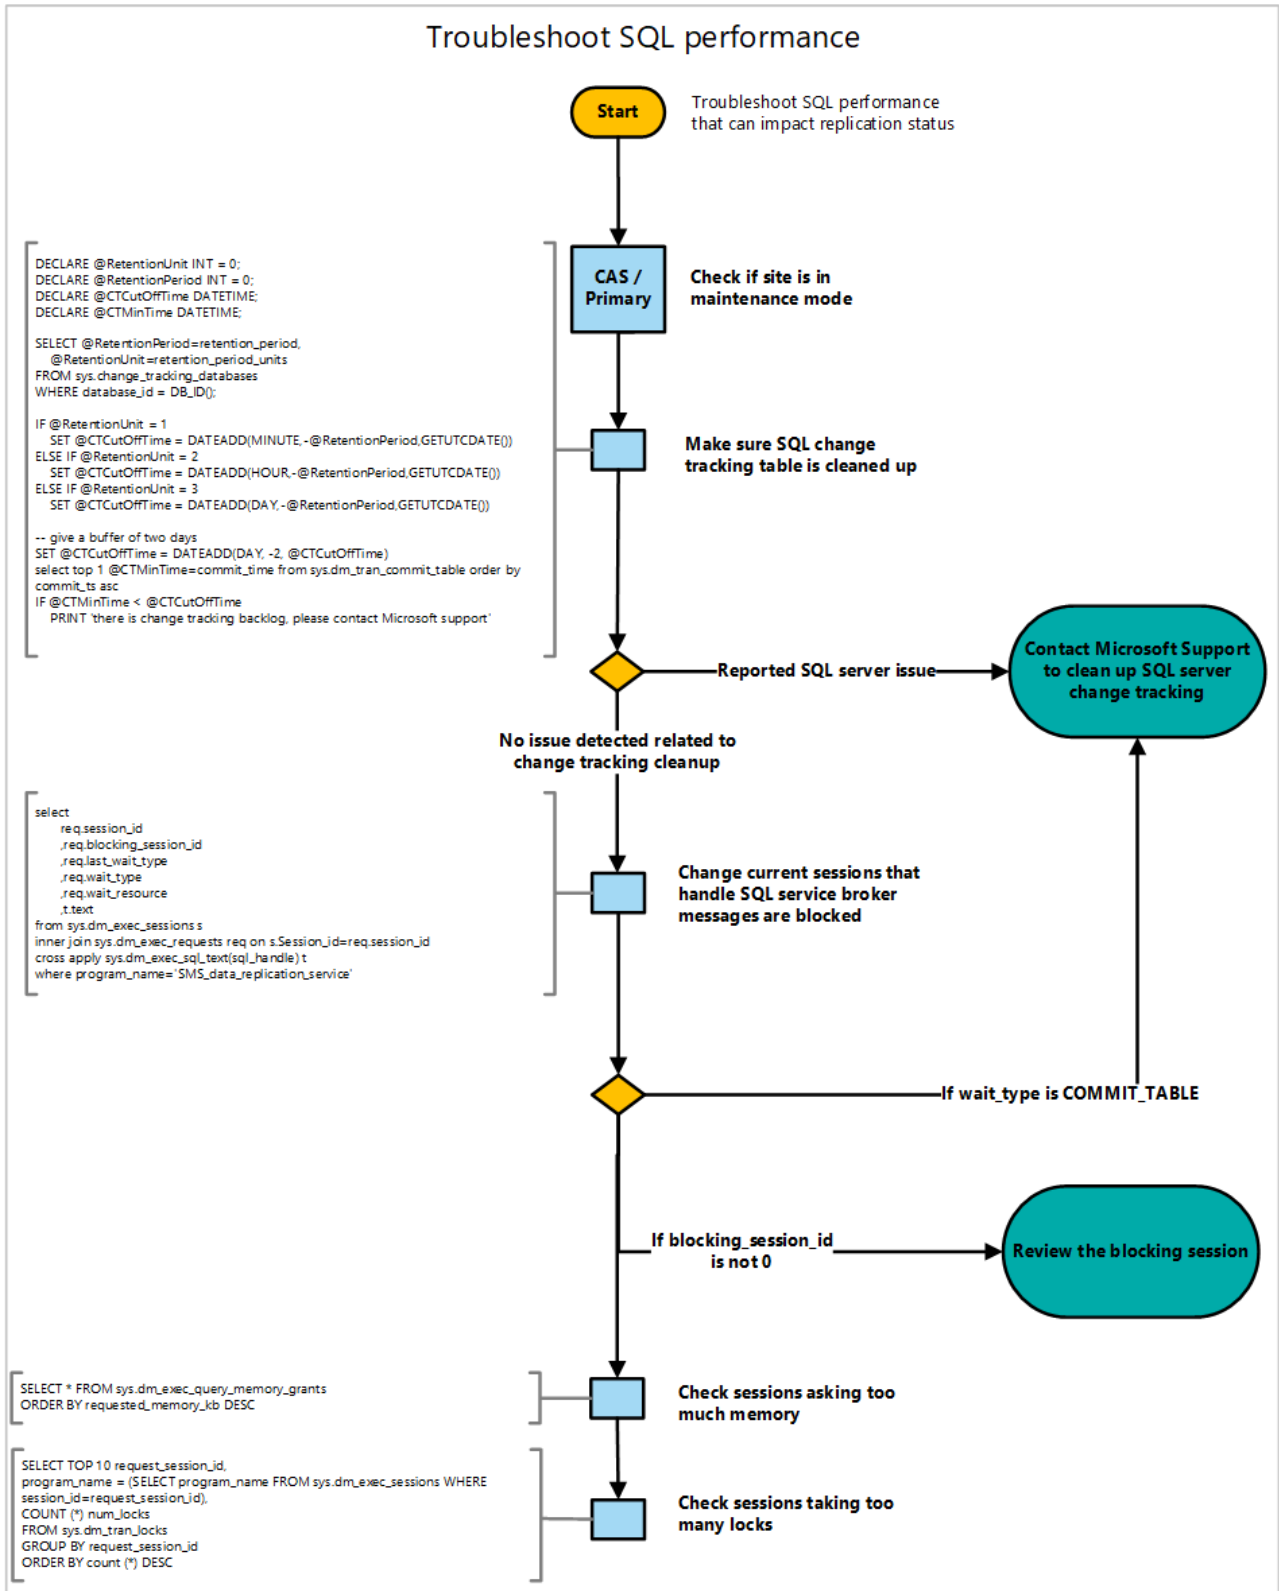 Troubleshoot SQL performance
Start
Troubleshoot SQL performance
that can impact replication status
CAS /
Primary
Check if site is in
maintenance mode
DECLARE @RetentionUnit INT = 0;
DECLARE @RetentionPeriod INT = 0;
DECLARE @CTCutOffTime DATETIME;
DECLARE @CTMinTime DATETIME;
SELECT @RetentionPeriod=retention_period,
@RetentionUnit=retention_period_units
FROM sys.change_tracking_databases
WHERE database_id = DB_ID();
IF @RetentionUnit = 1
SET @CTCutOffTime = DATEADD(MINUTE,-@RetentionPeriod,GETUTCDATE())
ELSE IF @RetentionUnit = 2
SET @CTCutOffTime = DATEADD(HOUR,-@RetentionPeriod,GETUTCDATE())
ELSE IF @RetentionUnit = 3
SET @CTCutOffTime = DATEADD(DAY,-@RetentionPeriod,GETUTCDATE())
-- give a buffer of two days
SET @CTCutOffTime = DATEADD(DAY, -2, @CTCutOffTime)
select top 1 @CTMinTime=commit_time from sys.dm_tran_commit_table order by
commit_ts asc
IF @CTMinTime < @CTCutOffTime
PRINT 'there is change tracking backlog, please contact Microsoft support'
Make sure SQL change
tracking table is cleaned up
Reported SQL server issue
Contact Microsoft Support
to clean up SQL server
change tracking
No issue detected related to
change tracking cleanup
select
req.session_id
,req.blocking_session_id
,req.last_wait_type
,req.wait_type
,req.wait_resource
,t.text
from sys.dm_exec_sessions s
inner join sys.dm_exec_requests req on s.Session_id=req.session_id
cross apply sys.dm_exec_sql_text(sql_handle) t
where program_name='SMS_data_replication_service'
Change current sessions that
handle SQL service broker
messages are blocked
If wait_type is COMMIT_TABLE
If blocking_session_id
is not 0
Review the blocking session
SELECT * FROM sys.dm_exec_query_memory_grants
ORDER BY requested_memory_kb DESC
Check sessions asking too
much memory
SELECT TOP 10 request_session_id,
program_name = (SELECT program_name FROM sys.dm_exec_sessions WHERE
session_id=request_session_id),
COUNT (*) num_locks
FROM sys.dm_tran_locks
GROUP BY request_session_id
ORDER BY count (*) DESC
Check sessions taking too
many locks